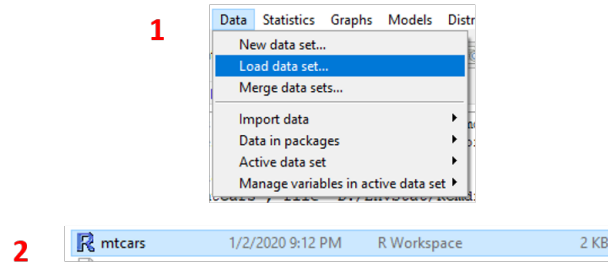 1
Data Statistics Graphs Models Distr
New data set...
Load data set...
Merge data sets...
Import data
Data in packages
Active data set
Manage variables in active data set
2
mtcars 1/2/2020 9:12 PM R Workspace 2 KB